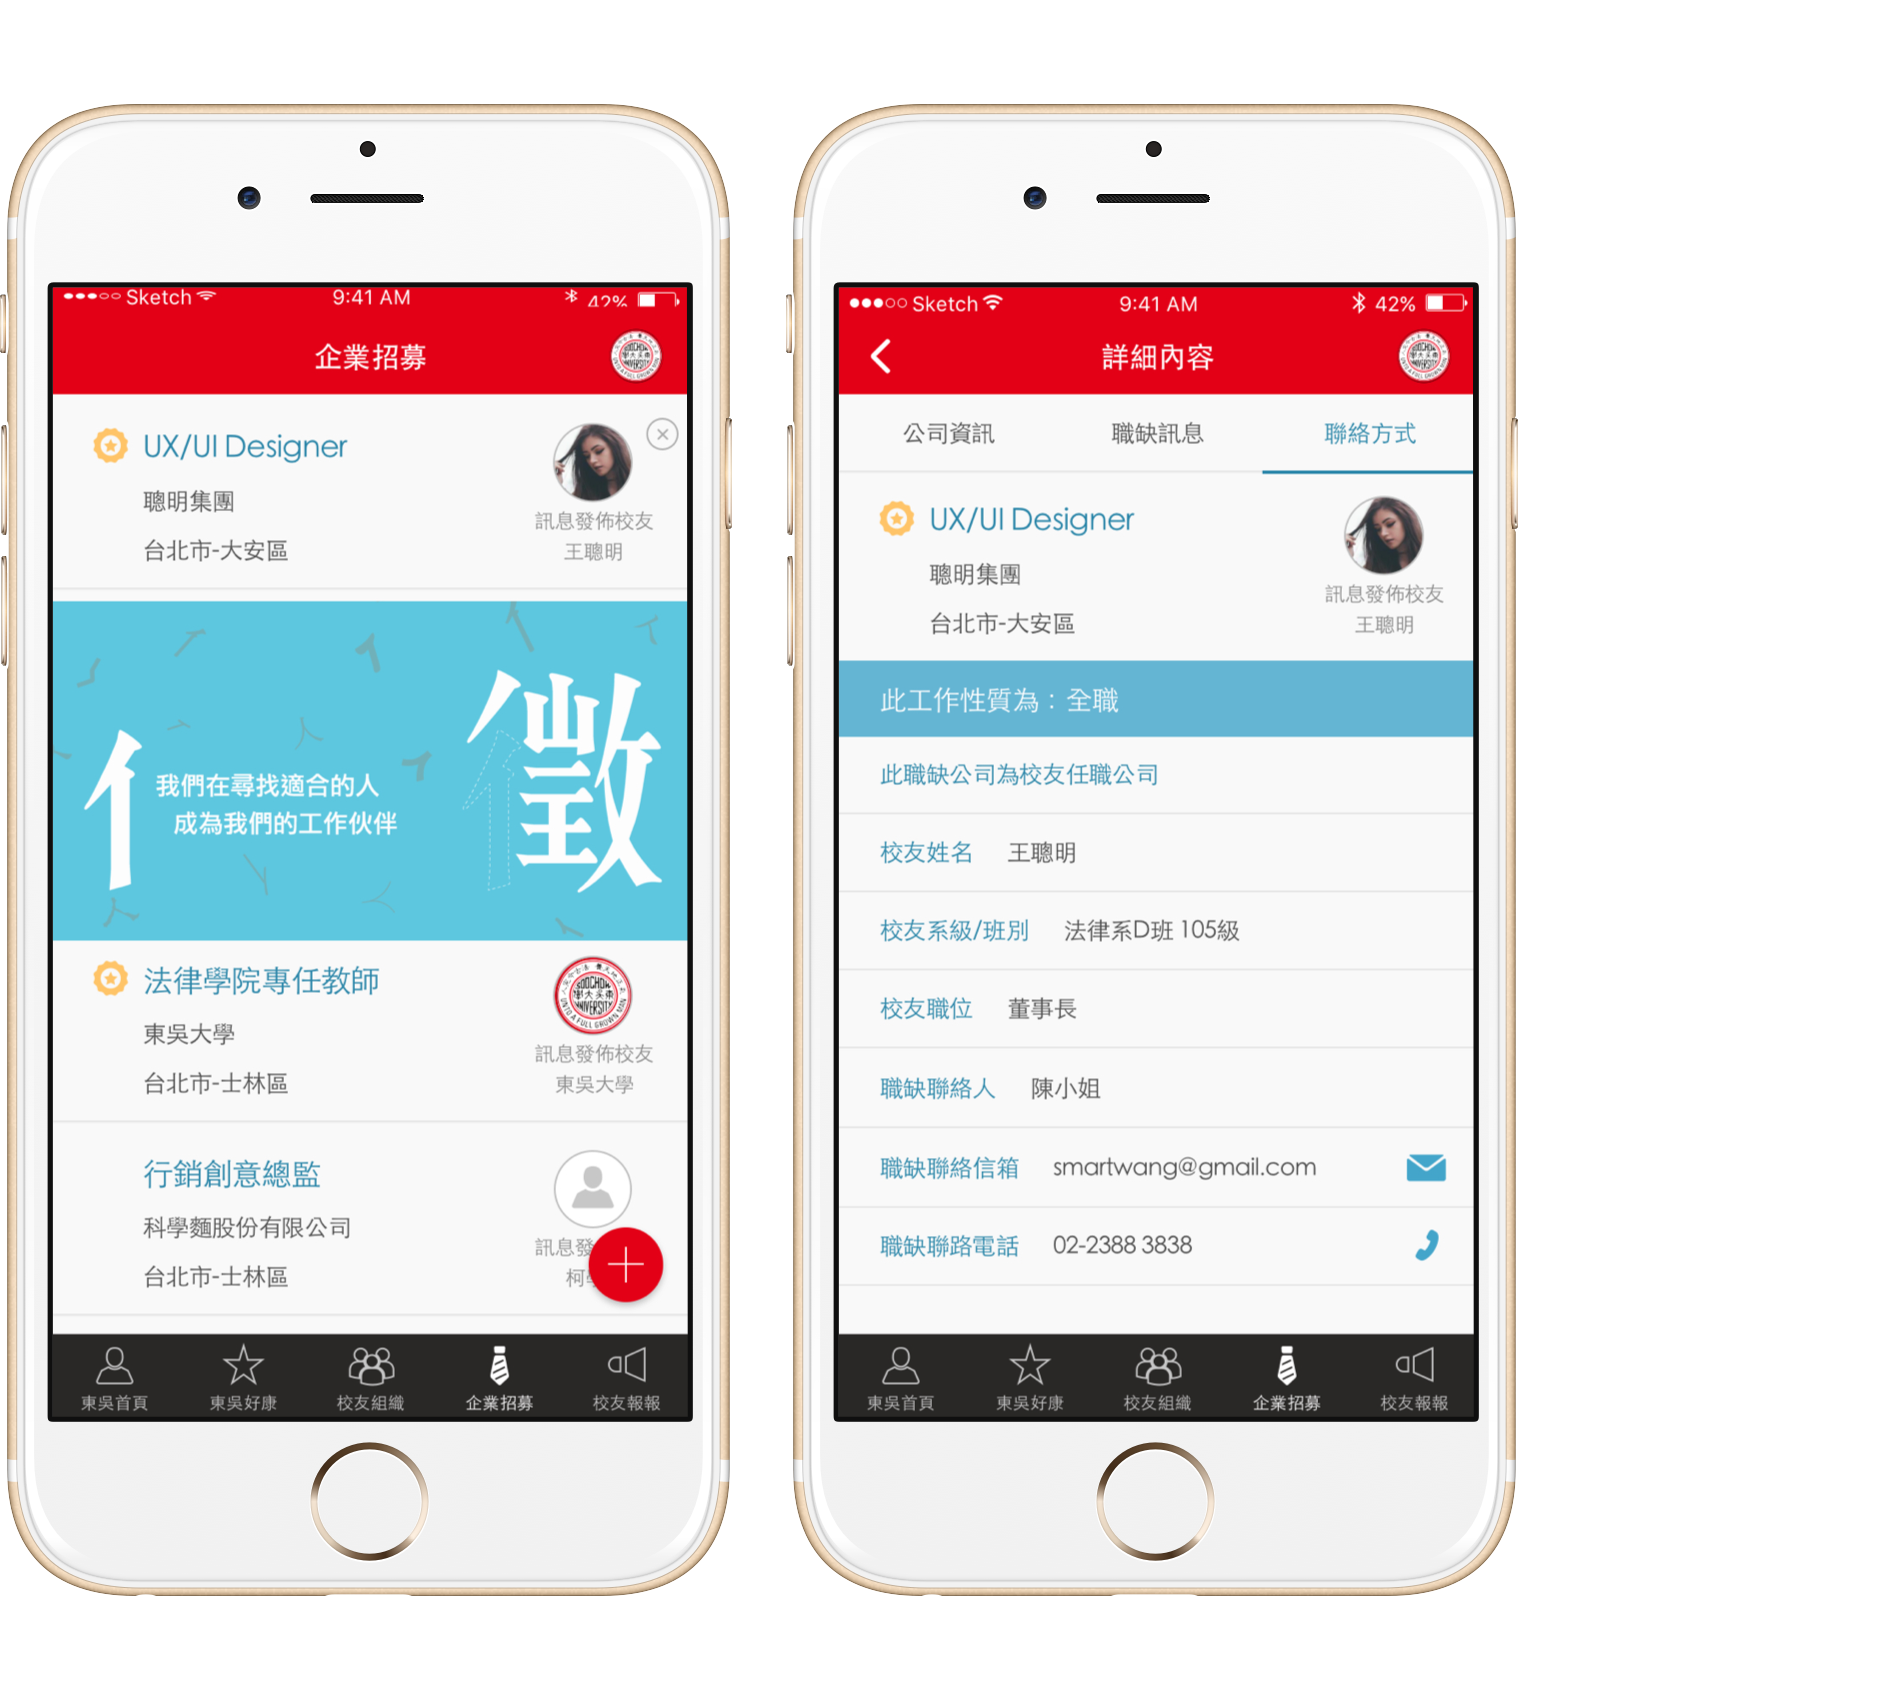 Sketch 9:41 AM 42%
企業招募
UX/UI Designer
聰明集團
台北市-大安區
訊息發佈校友
王聰明
徵
我們在尋找適合的人
成為我們的工作伙伴
法律學院專任教師
東吳大學
台北市-士林區
SOOCHOW
UNIVERSITY
UNTO A FULL GROWN MAN
訊息發佈校友
東吳大學
行銷創意總監
科學麵股份有限公司
台北市-士林區
訊息發
柯
東吳首頁 東吳好康 校友組織 企業招募 校友報報
Sketch 9:41 AM 42%
詳細內容
公司資訊 職缺訊息 聯絡方式
UX/UI Designer
聰明集團
台北市-大安區
訊息發佈校友
王聰明
此工作性質為：全職
此職缺公司為校友任職公司
校友姓名 王聰明
校友系級/班別 法律系D班 105級
校友職位 董事長
職缺聯絡人 陳小姐
職缺聯絡信箱 smartwang@gmail.com
職缺聯路電話 02-2388 3838
東吳首頁 東吳好康 校友組織 企業招募 校友報報